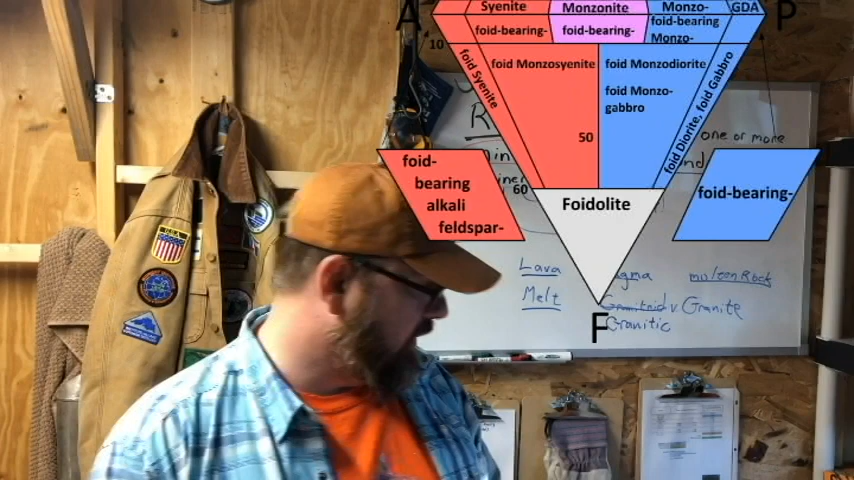 A
Syenite
Monzonite
Monzo-
GDA
P
10
foid-bearing-
foid-bearing-
foid-bearing
Monzo-
foid Syenite
foid Monzosyenite
foid Monzodiorite
foid Monzo-
gabbro
foid Diorite, foid Gabbro
50
60
foid-
bearing
alkali
feldspar-
foid-bearing-
Foidolite
F
one or more
Lava
Melt
molten Rock
Granitoid v. Granite
Granitic